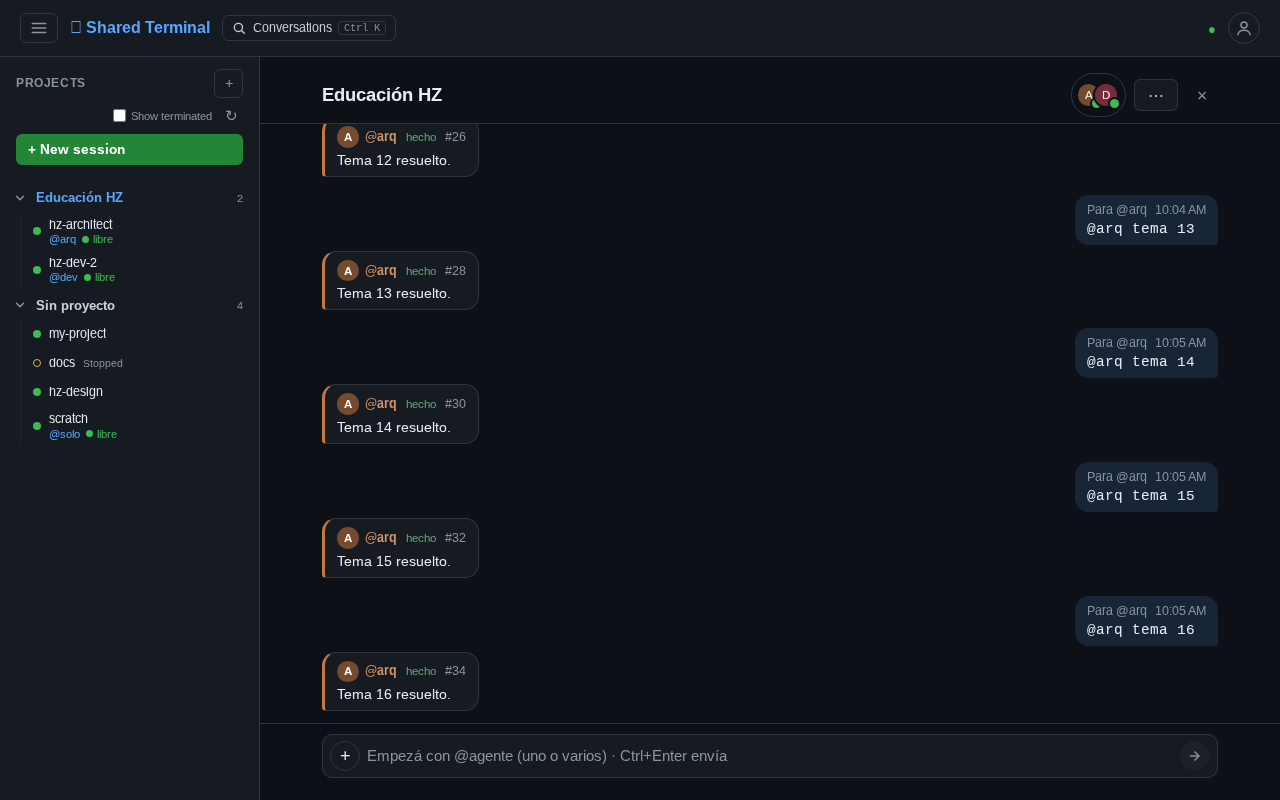 Shared Terminal
Conversations Ctrl K
PROJECTS
+
Show terminated ↻
+ New session
Educación HZ 2
hz-architect
@arq libre
hz-dev-2
@dev libre
Sin proyecto 4
my-project
docs Stopped
hz-design
scratch
@solo libre
Educación HZ
A D ⋯ ×
A @arq hecho #26
Tema 12 resuelto.
Para @arq 10:04 AM
@arq tema 13
A @arq hecho #28
Tema 13 resuelto.
Para @arq 10:05 AM
@arq tema 14
A @arq hecho #30
Tema 14 resuelto.
Para @arq 10:05 AM
@arq tema 15
A @arq hecho #32
Tema 15 resuelto.
Para @arq 10:05 AM
@arq tema 16
A @arq hecho #34
Tema 16 resuelto.
+ Empezá con @agente (uno o varios) · Ctrl+Enter envía